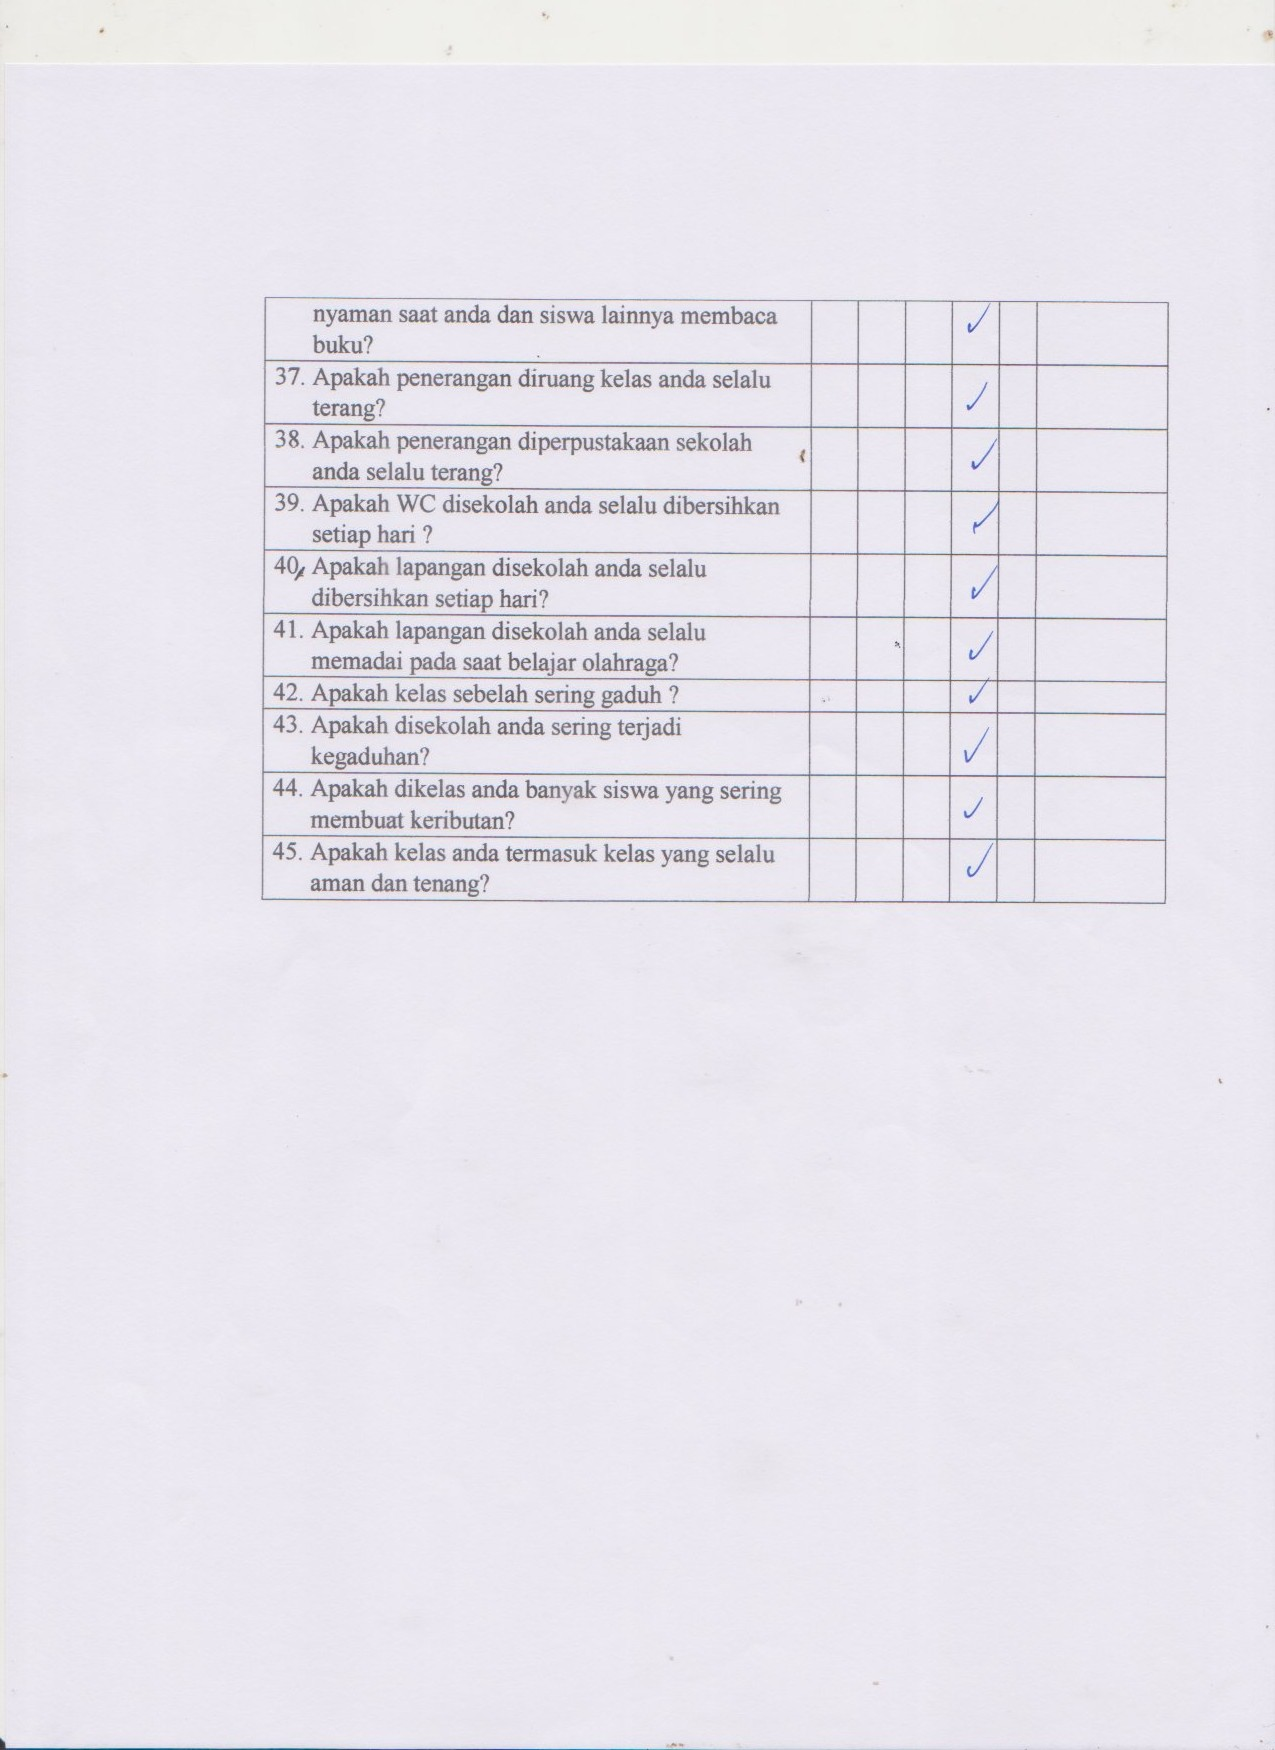 nyaman saat anda dan siswa lainnya membaca ✓
buku?
37. Apakah penerangan diruang kelas anda selalu
terang? ✓
38. Apakah penerangan diperpustakaan sekolah
anda selalu terang? ✓
39. Apakah WC disekolah anda selalu dibersihkan
setiap hari ? ✓
40. Apakah lapangan disekolah anda selalu
dibersihkan setiap hari? ✓
41. Apakah lapangan disekolah anda selalu
memadai pada saat belajar olahraga? ✓
42. Apakah kelas sebelah sering gaduh ? ✓
43. Apakah disekolah anda sering terjadi
kegaduhan? ✓
44. Apakah dikelas anda banyak siswa yang sering
membuat keributan? ✓
45. Apakah kelas anda termasuk kelas yang selalu
aman dan tenang? ✓